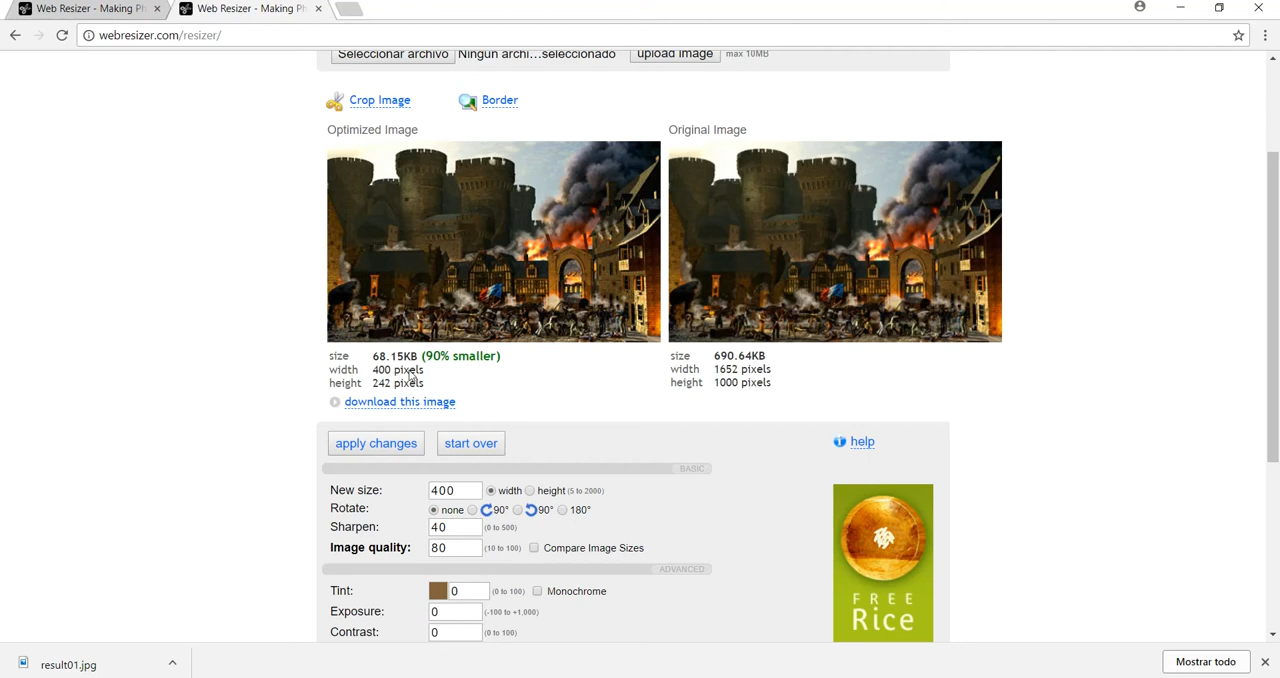 Web Resizer - Making Ph
Web Resizer - Making Ph
webresizer.com/resizer/
Seleccionar archivo Ningún archi...seleccionado upload image max 10MB
Crop Image Border
Optimized Image Original Image
size 68.15KB (90% smaller) size 690.64KB
width 400 pixels width 1652 pixels
height 242 pixels height 1000 pixels
download this image
apply changes start over help
BASIC
New size: 400 width height (5 to 2000)
Rotate: none 90° 90° 180°
Sharpen: 40 (0 to 500)
Image quality: 80 (10 to 100) Compare Image Sizes
ADVANCED
Tint: 0 (0 to 100) Monochrome
Exposure: 0 (-100 to +1,000)
Contrast: 0 (0 to 100)
FREE
Rice
result01.jpg Mostrar todo